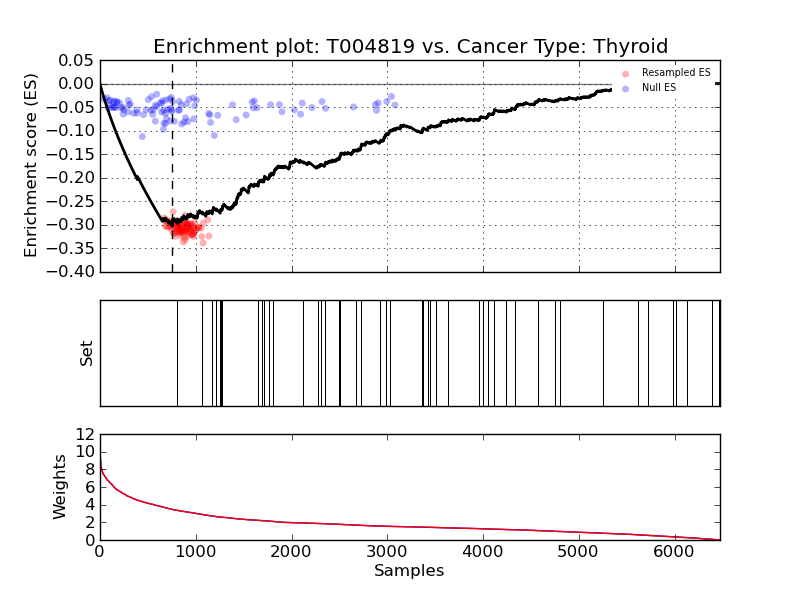 Enrichment plot: T004819 vs. Cancer Type: Thyroid
Enrichment score (ES)
0.05
0.00
−0.05
−0.10
−0.15
−0.20
−0.25
−0.30
−0.35
−0.40
Resampled ES
Null ES
Set
Weights
12
10
8
6
4
2
0
0 1000 2000 3000 4000 5000 6000
Samples